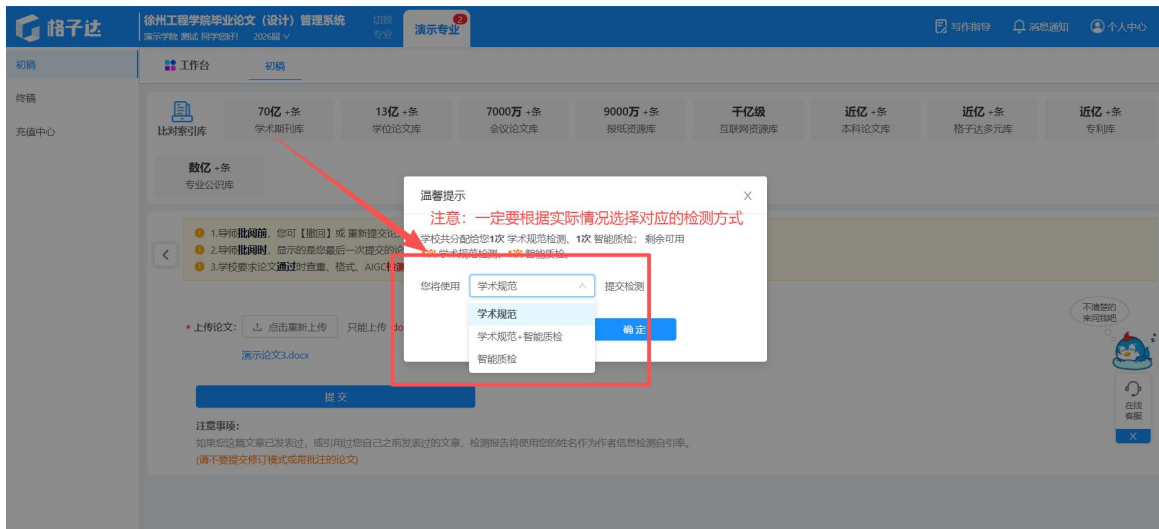 格子达
徐州工程学院毕业论文（设计）管理系统
演示学院 测试 同学您好！ 2026届
切换
专业
演示专业
2
写作指导
消息通知
个人中心
初稿
终稿
充值中心
工作台
初稿
比对索引库
70亿 +条
学术期刊库
13亿 +条
学位论文库
7000万 +条
会议论文库
9000万 +条
报纸资源库
千亿级
互联网资源库
近亿 +条
本科论文库
近亿 +条
格子达多元库
近亿 +条
专利库
数亿 +条
专业公识库
1.导师批阅前，您可【撤回】或 重新提交论
2.导师批阅时，显示的是您最后一次提交的论
3.学校要求论文通过时查重、格式、AIGC检测
温馨提示
X
注意：一定要根据实际情况选择对应的检测方式
学校共分配给您1次 学术规范检测、1次 智能质检； 剩余可用
次 学术规范检测、1次 智能质检。
您将使用
学术规范
提交检测
学术规范
学术规范+智能质检
智能质检
确 定
* 上传论文：
点击重新上传
只能上传
演示论文3.docx
提 交
注意事项：
如果您这篇文章已发表过，或引用过您自己之前发表过的文章，检测报告将使用您的姓名作为作者信息检测自引率。
(请不要提交修订模式或带批注的论文)
不清楚的
来问我吧
在线
客服
X